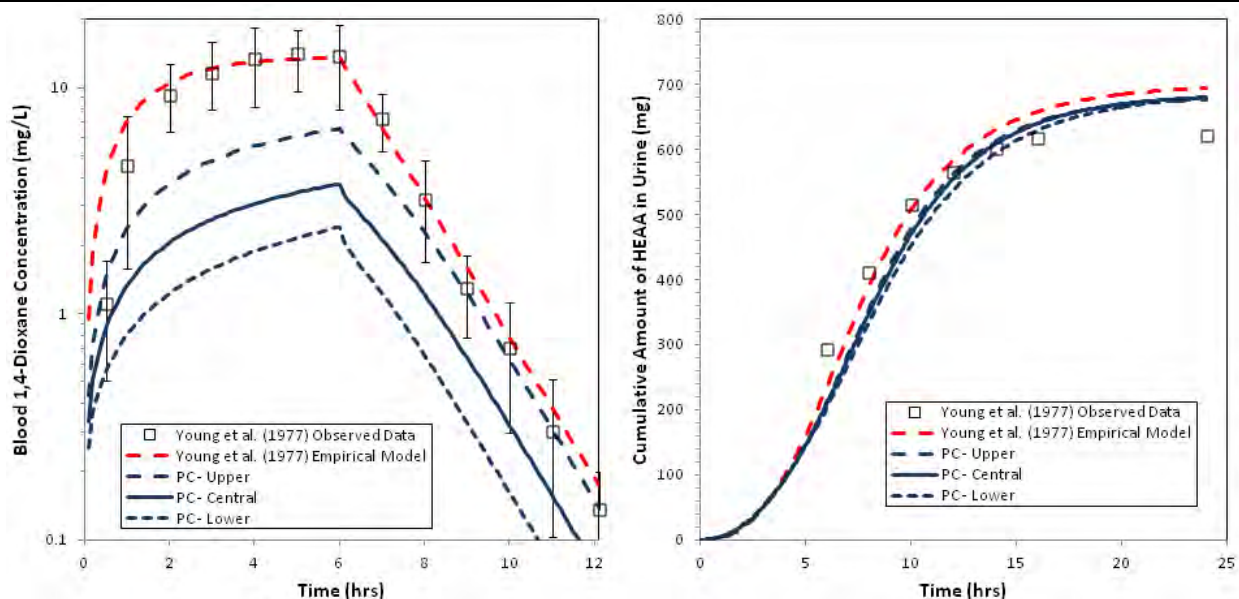 Blood 1,4-Dioxane Concentration (mg/L)
10
1
0.1
0
2
4
6
8
10
12
Time (hrs)
Young et al. (1977) Observed Data
Young et al. (1977) Empirical Model
PC- Upper
PC- Central
PC- Lower
Cumulative Amount of HEAA in Urine (mg)
800
700
600
500
400
300
200
100
0
0
5
10
15
20
25
Time (hrs)
Young et al. (1977) Observed Data
Young et al. (1977) Empirical Model
PC- Upper
PC- Central
PC- Lower